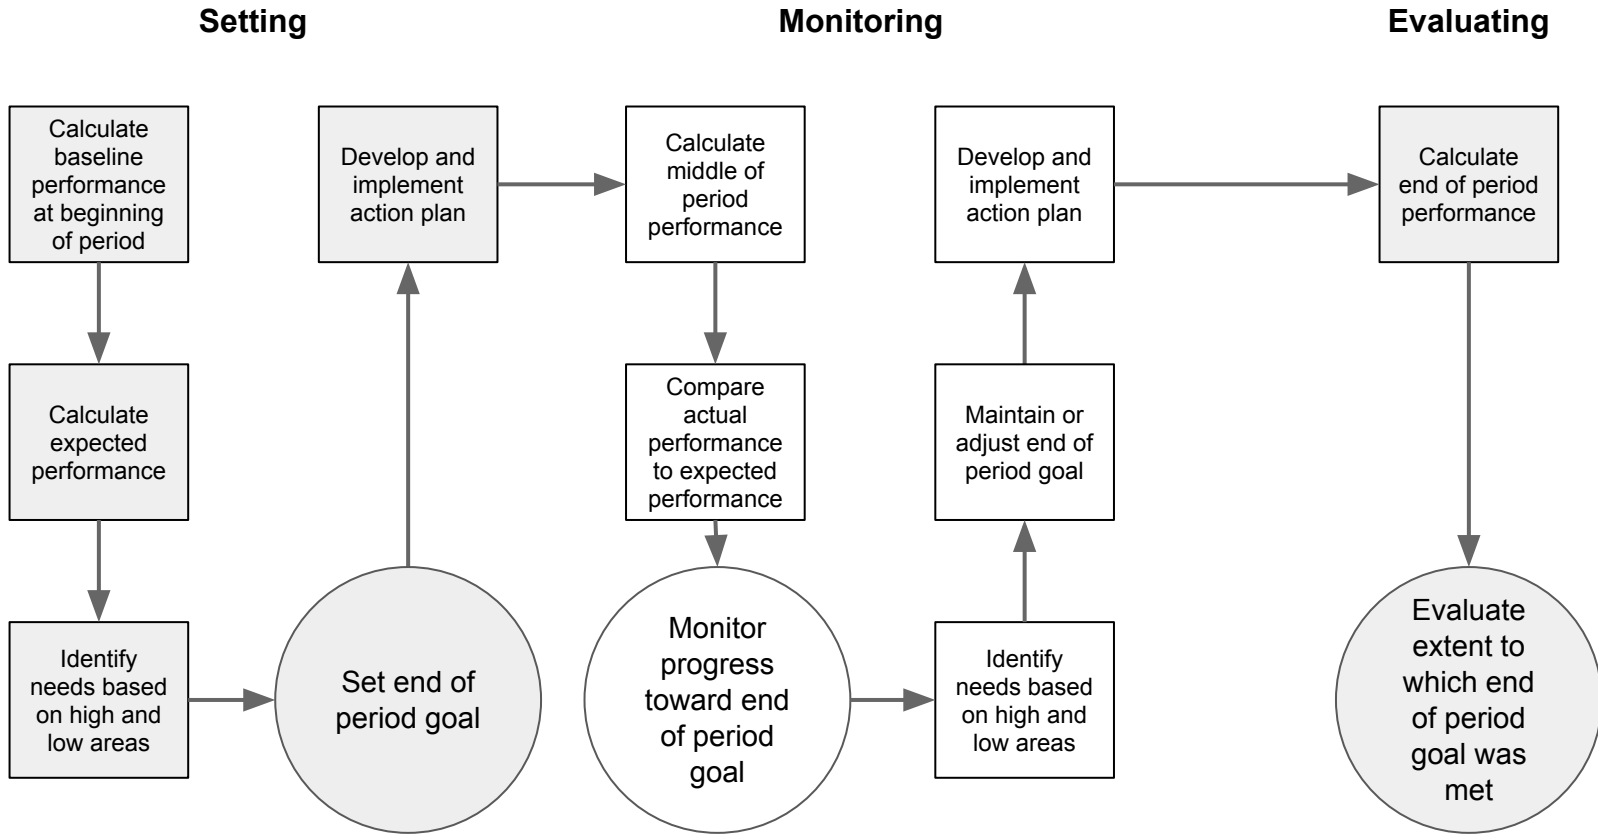 Setting
Monitoring
Evaluating
Calculate
baseline
performance
at beginning
of period
Calculate
expected
performance
Identify
needs based
on high and
low areas
Set end of
period goal
Develop and
implement
action plan
Calculate
middle of
period
performance
Compare
actual
performance
to expected
performance
Monitor
progress
toward end
of period
goal
Identify
needs based
on high and
low areas
Maintain or
adjust end of
period goal
Develop and
implement
action plan
Calculate
end of period
performance
Evaluate
extent to
which end
of period
goal was
met